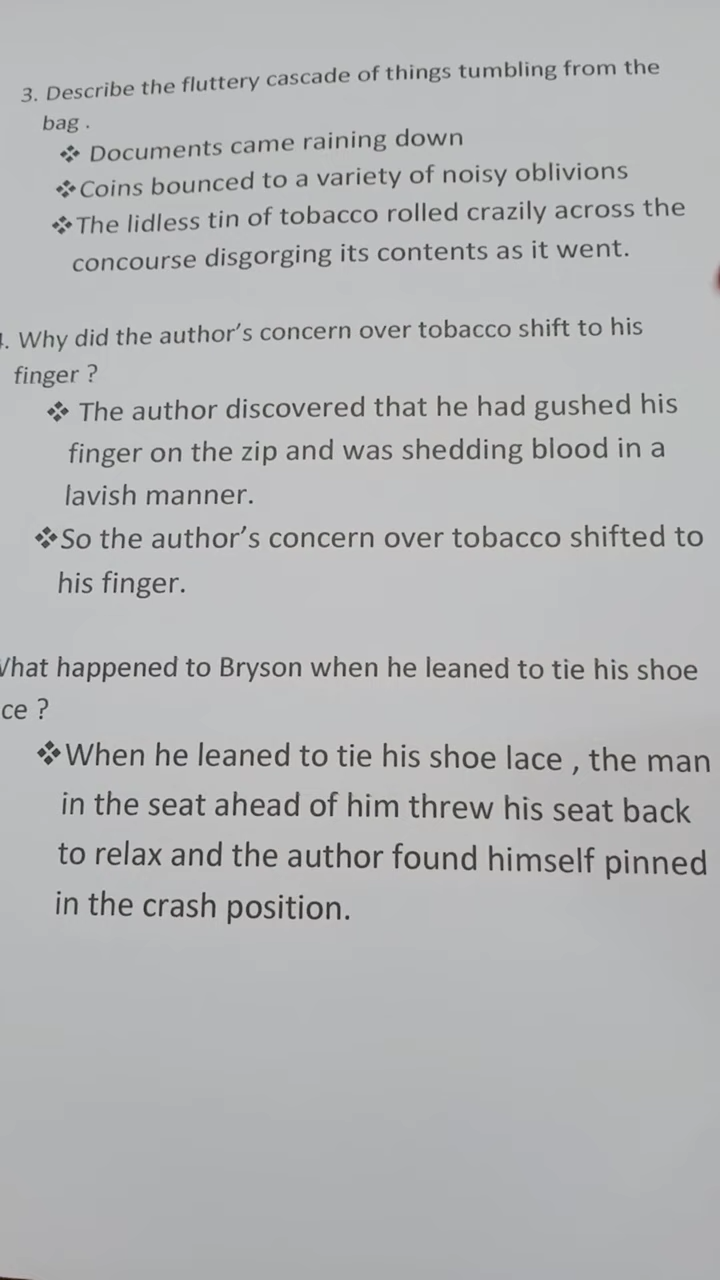 3. Describe the fluttery cascade of things tumbling from the
bag .
❖ Documents came raining down
❖Coins bounced to a variety of noisy oblivions
❖The lidless tin of tobacco rolled crazily across the
concourse disgorging its contents as it went.
. Why did the author's concern over tobacco shift to his
finger ?
❖ The author discovered that he had gushed his
finger on the zip and was shedding blood in a
lavish manner.
❖So the author's concern over tobacco shifted to
his finger.
What happened to Bryson when he leaned to tie his shoe
ce ?
❖When he leaned to tie his shoe lace , the man
in the seat ahead of him threw his seat back
to relax and the author found himself pinned
in the crash position.